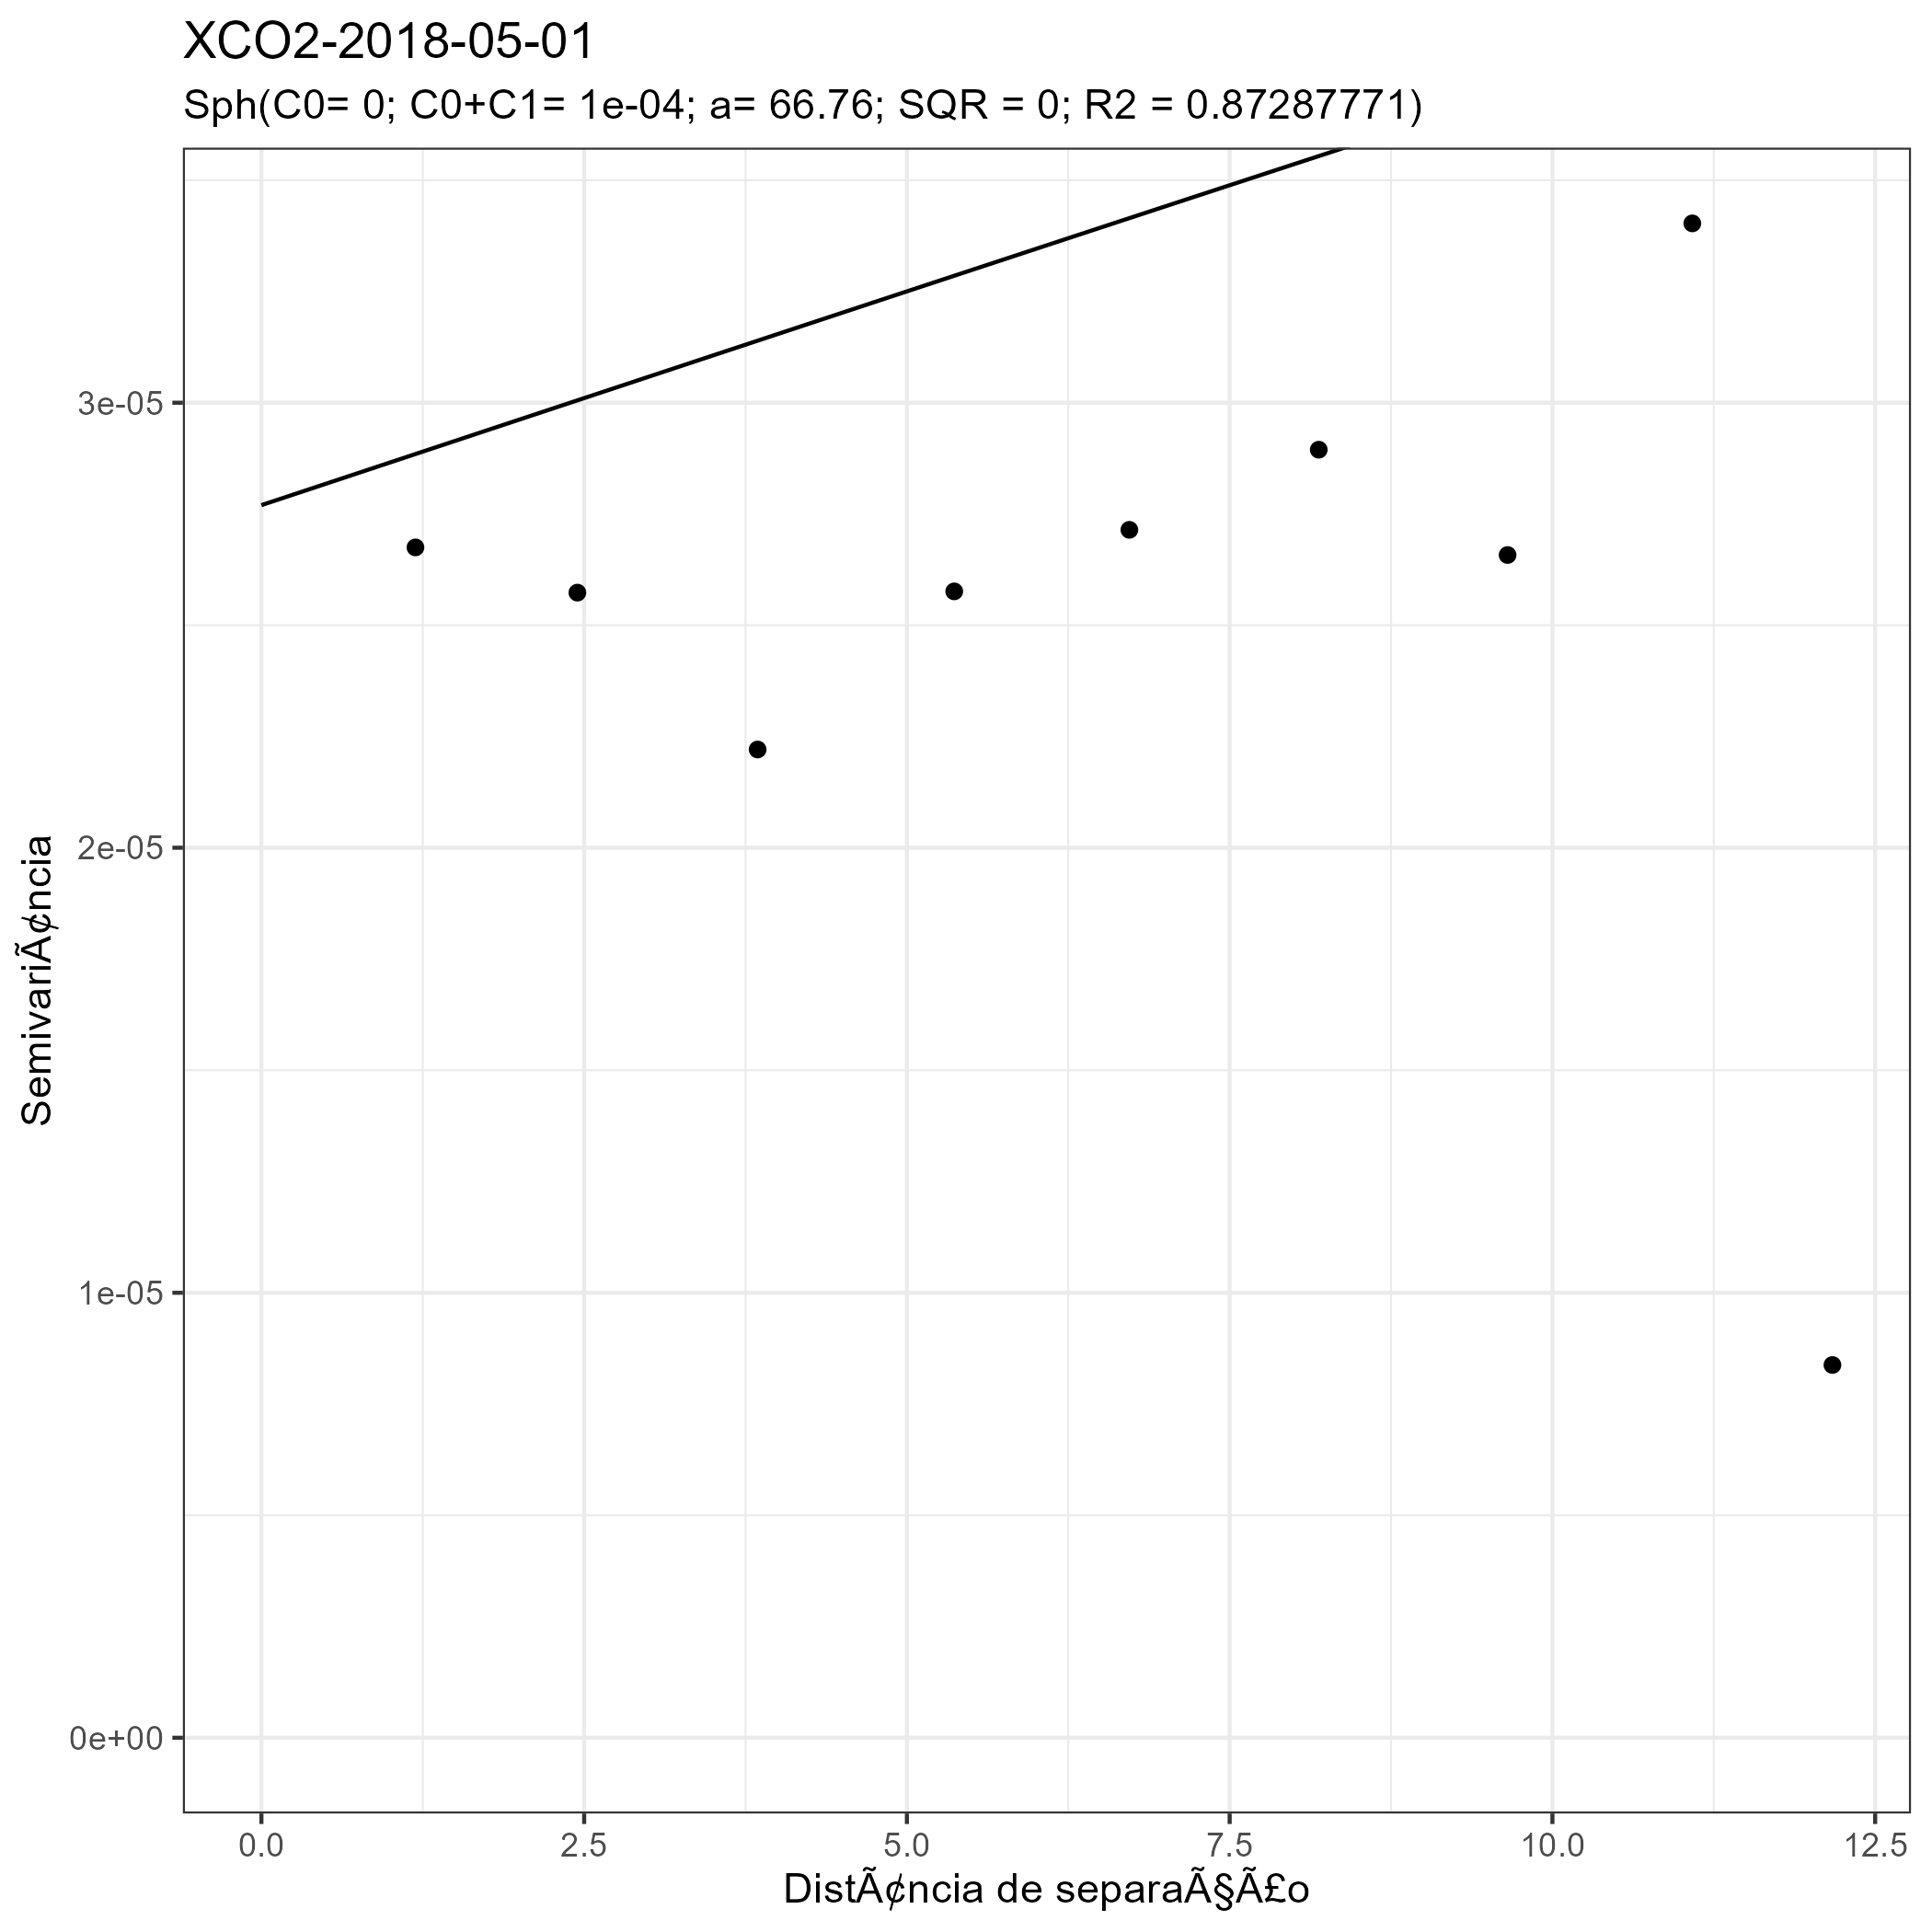 XCO2-2018-05-01
Sph(C0= 0; C0+C1= 1e-04; a= 66.76; SQR = 0; R2 = 0.87287771)
SemivariÃ¢ncia
3e-05
2e-05
1e-05
0e+00
0.0 2.5 5.0 7.5 10.0 12.5
DistÃ¢ncia de separaÃ§Ã£o